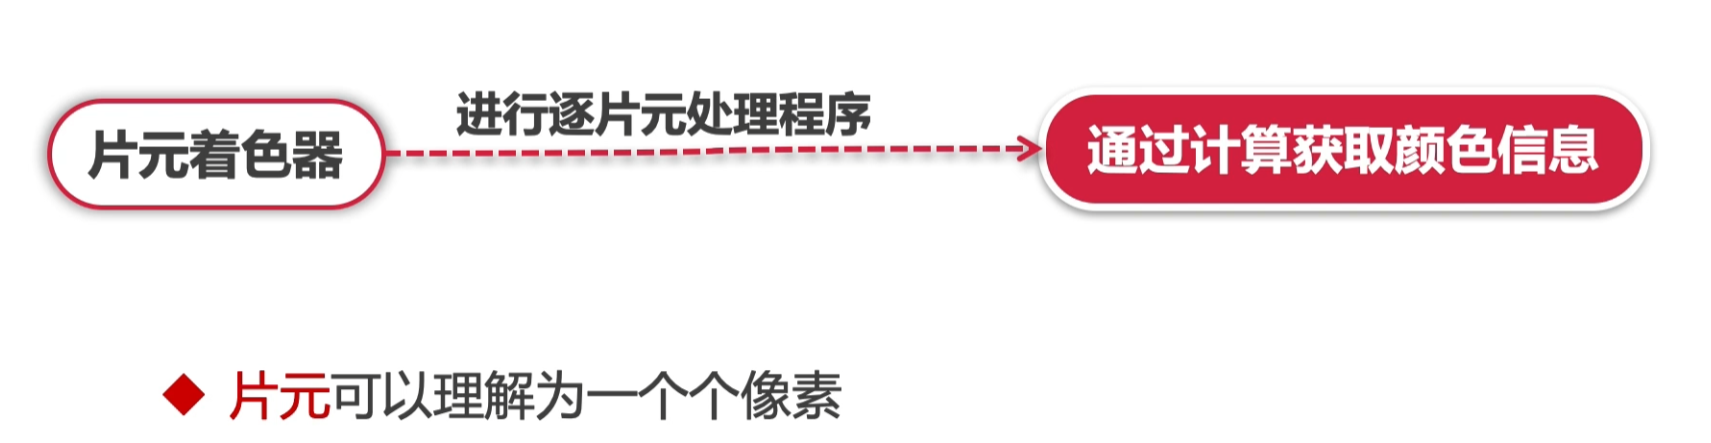 进行逐片元处理程序
片元着色器
通过计算获取颜色信息
片元可以理解为一个个像素